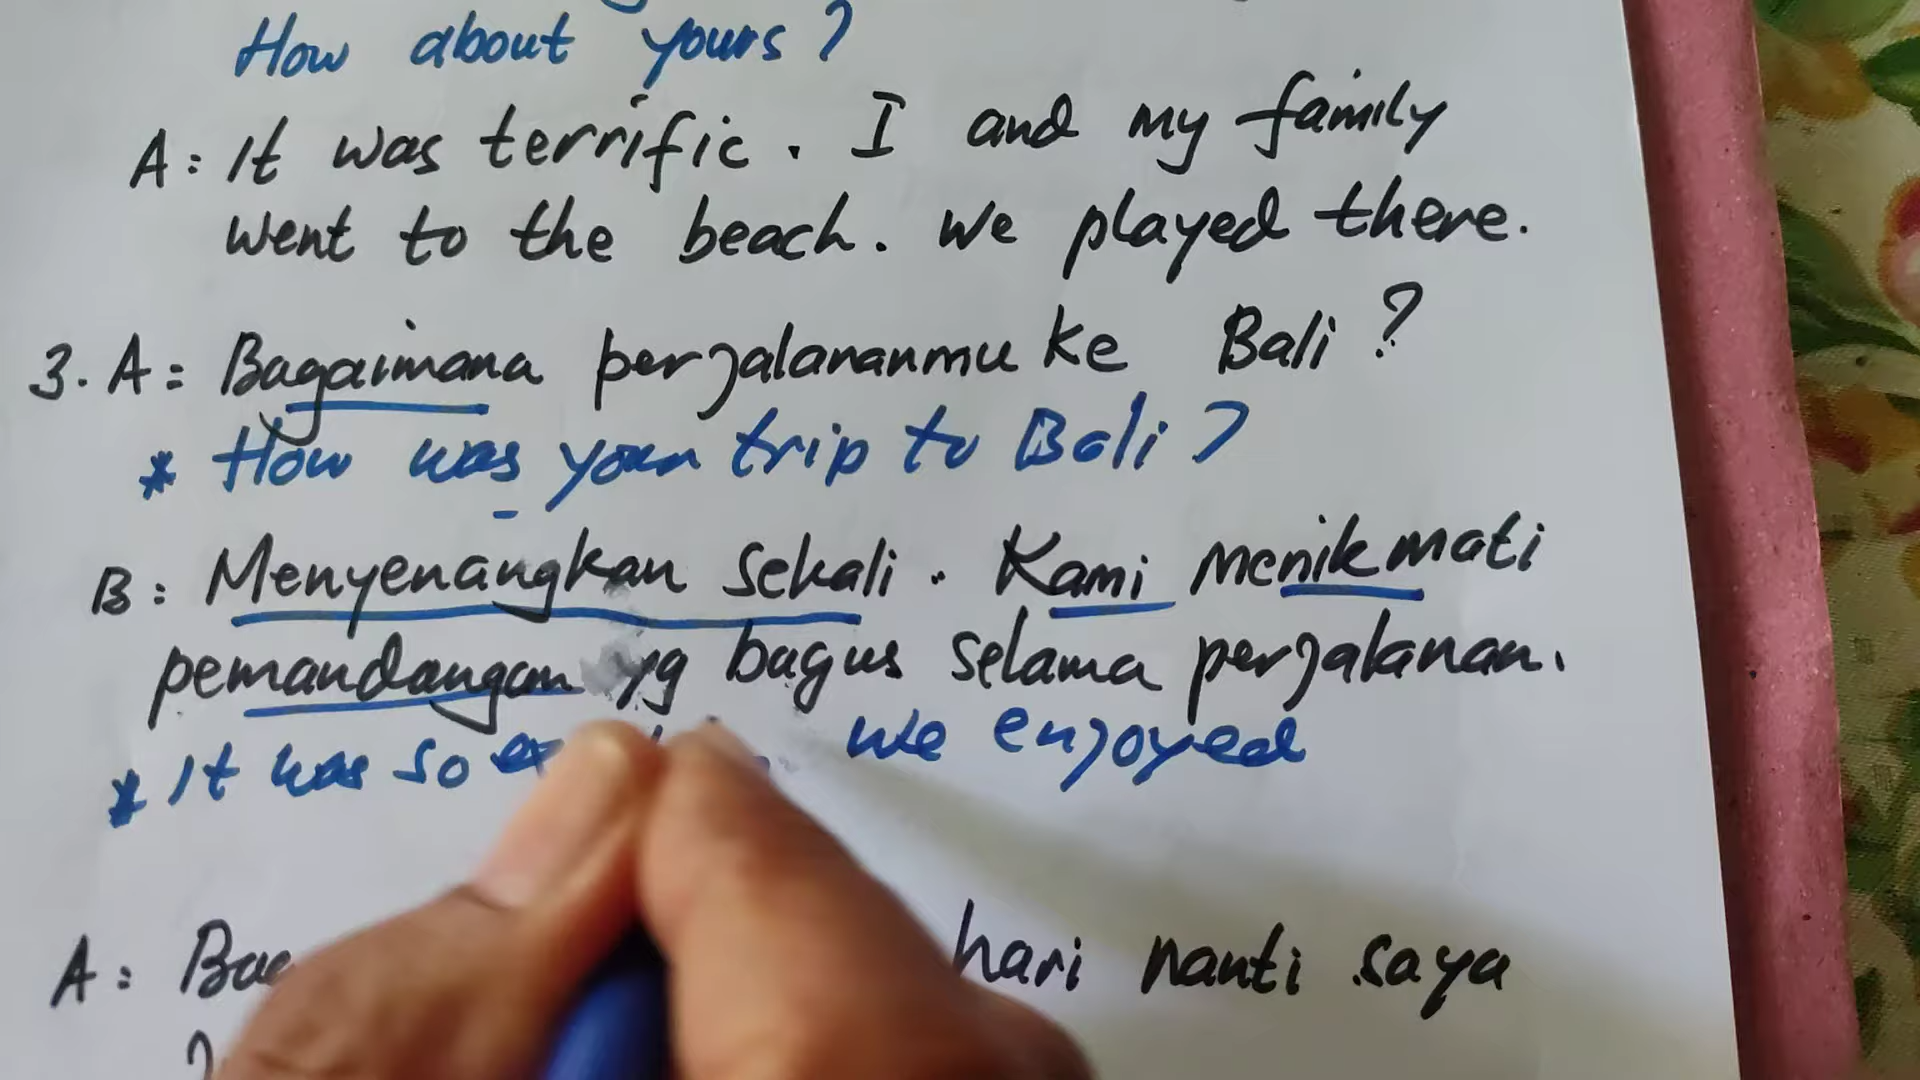 How about yours?
A: It was terrific. I and my family
went to the beach. We played there.
3. A: Bagaimana perjalananmu ke Bali?
* How was your trip to Bali?
B: Menyenangkan sekali. Kami menikmati
pemandangan yg bagus selama perjalanan.
* It was so we enjoyed
A: hari nanti saya